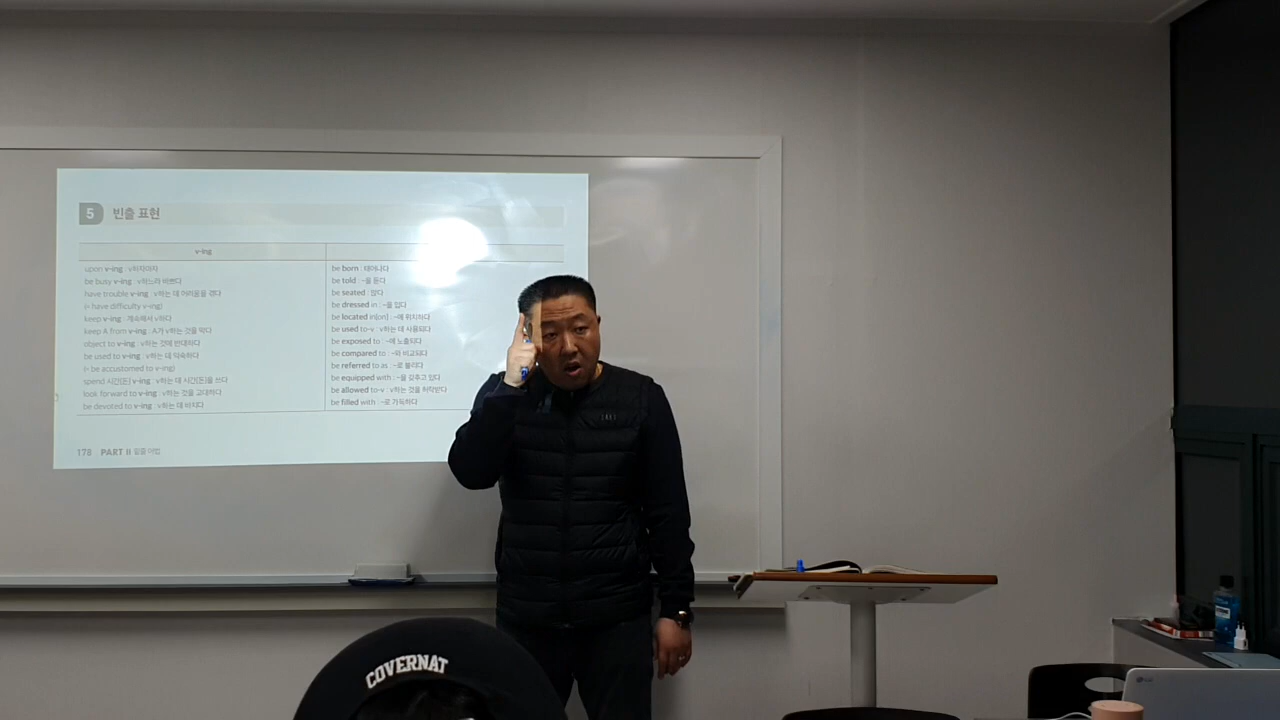 5 빈출 표현
v-ing
upon v-ing : v하자마자
be busy v-ing : v하느라 바쁘다
have trouble v-ing : v하는 데 어려움을 겪다
(= have difficulty v-ing)
keep v-ing : 계속해서 v하다
keep A from v-ing : A가 v하는 것을 막다
object to v-ing : v하는 것에 반대하다
be used to v-ing : v하는 데 익숙하다
(= be accustomed to v-ing)
spend 시간[돈] v-ing : v하는 데 시간[돈]을 쓰다
look forward to v-ing : v하는 것을 고대하다
be devoted to v-ing : v하는 데 바치다
be born : 태어나다
be told : ~을 듣다
be seated : 앉다
be dressed in : ~을 입다
be located in[on] : ~에 위치하다
be used to-v : v하는 데 사용되다
be exposed to : ~에 노출되다
be compared to : ~와 비교되다
be referred to as : ~로 불리다
be equipped with : ~을 갖추고 있다
be allowed to-v : v하는 것을 허락받다
be filled with : ~로 가득하다
178 PART II 필출 어법
COVERNAT
LG